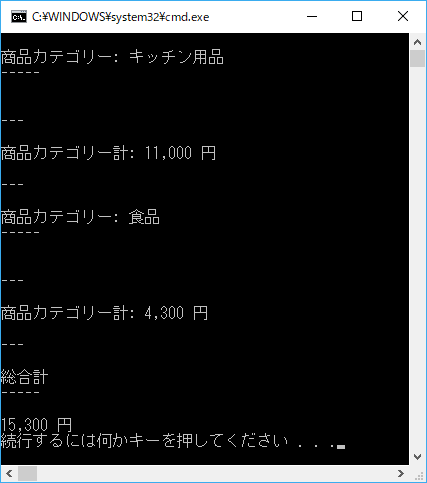 C:¥WINDOWS¥system32¥cmd.exe
商品カテゴリー: キッチン用品
-----
---
商品カテゴリー計: 11,000 円
---
商品カテゴリー: 食品
-----
---
商品カテゴリー計: 4,300 円
---
総合計
-----
15,300 円
続行するには何かキーを押してください . . .